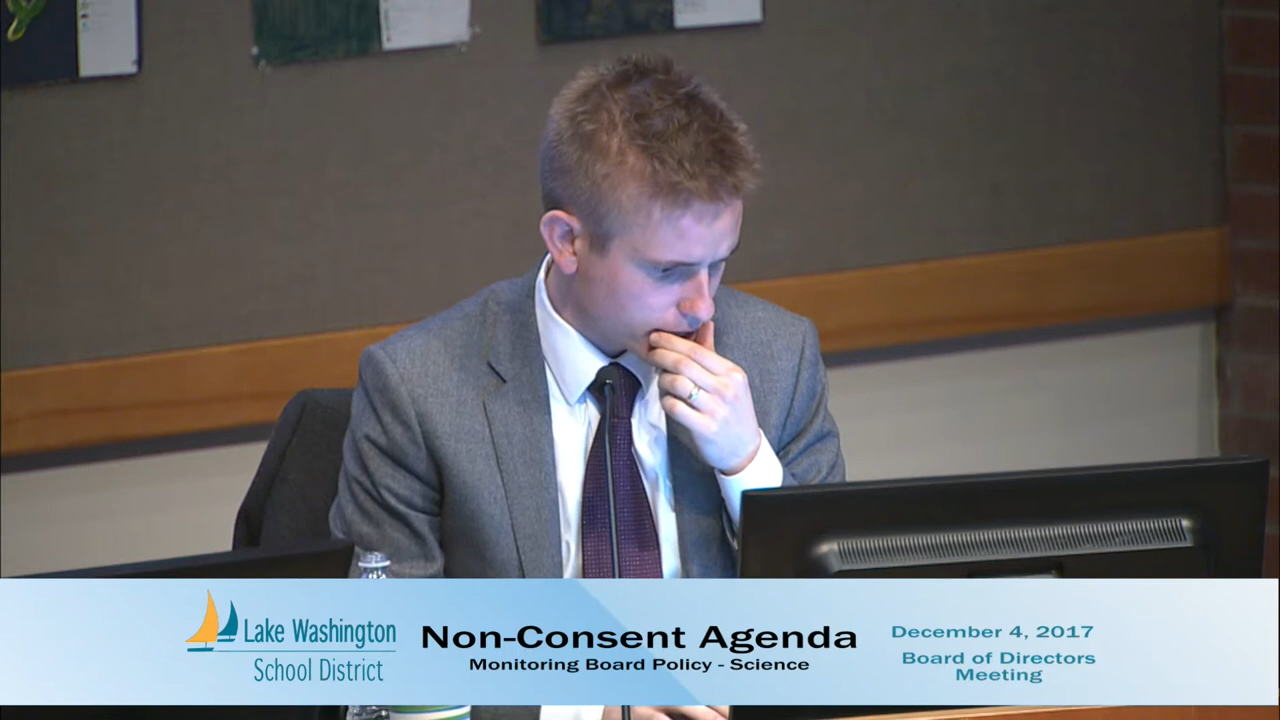 Lake Washington
School District
Non-Consent Agenda
Monitoring Board Policy - Science
December 4, 2017
Board of Directors
Meeting